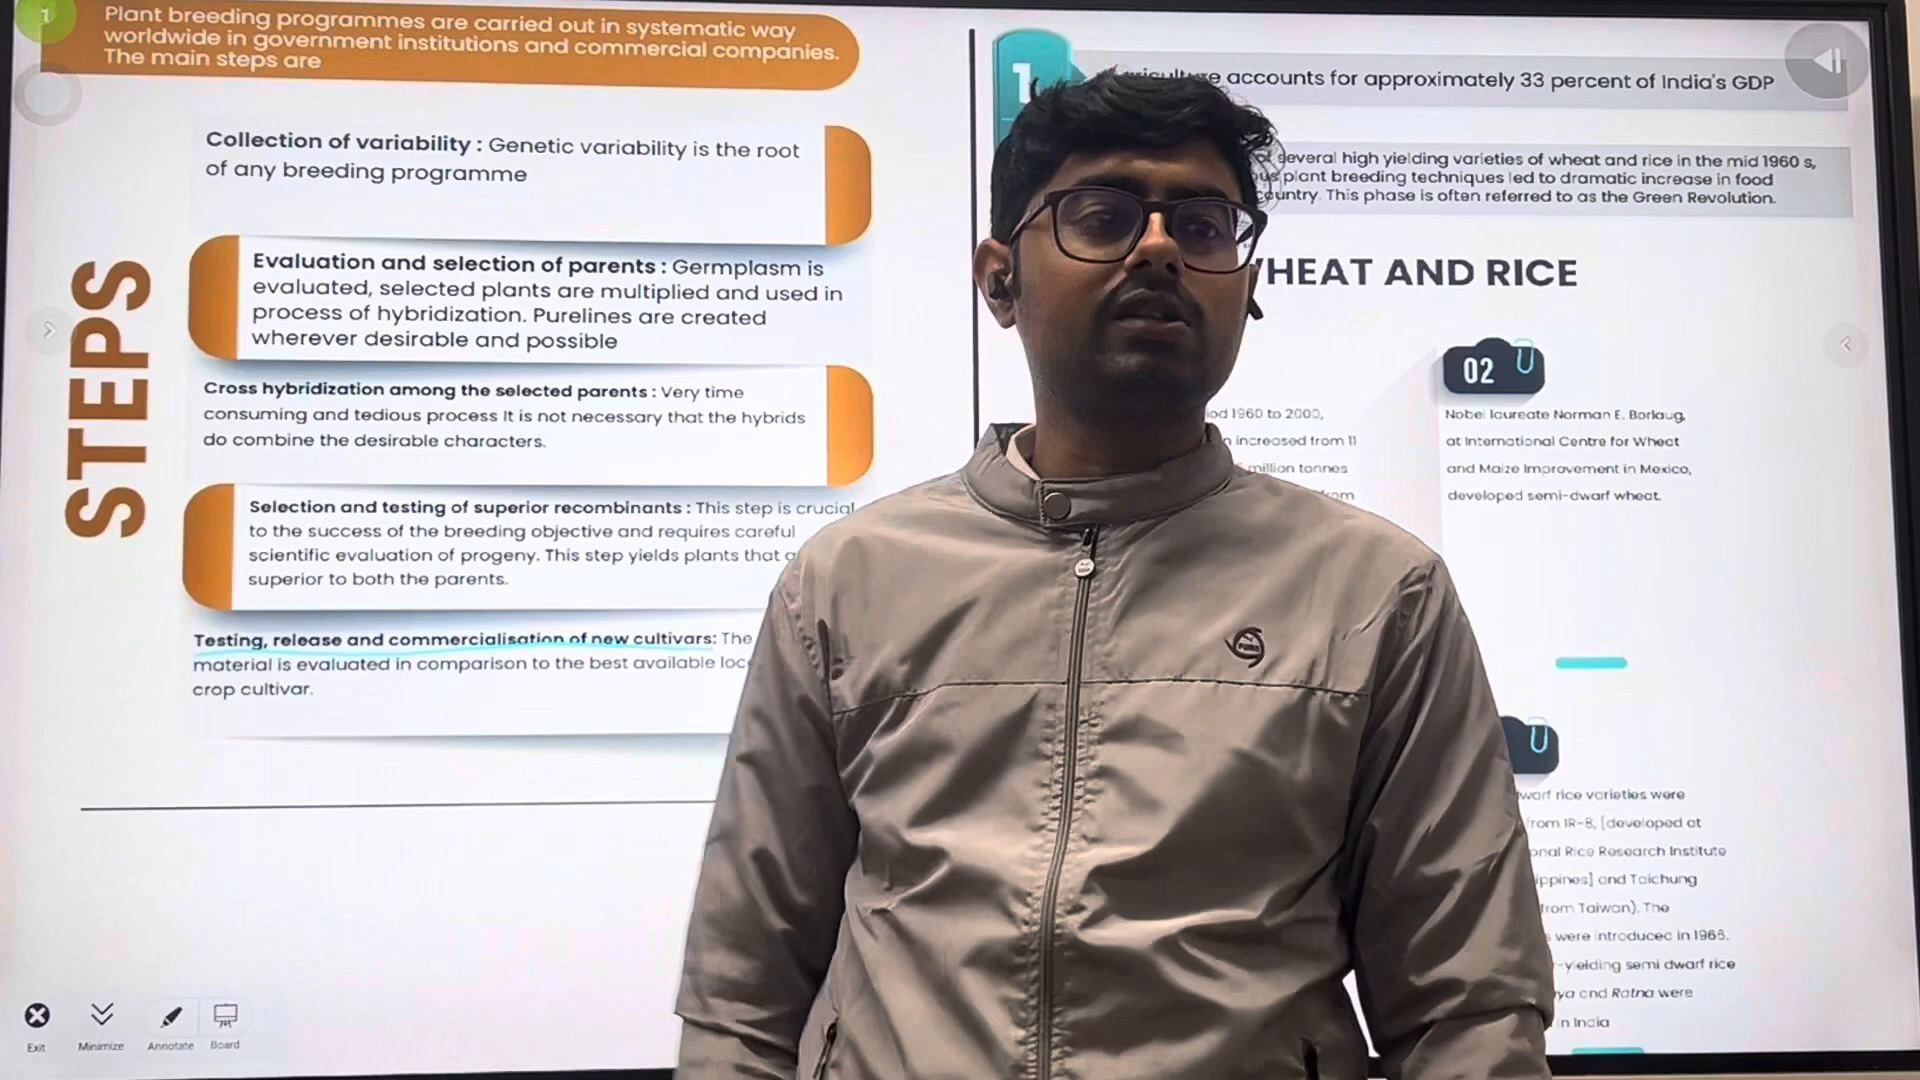 1
Plant breeding programmes are carried out in systematic way
worldwide in government institutions and commercial companies.
The main steps are
STEPS
Collection of variability : Genetic variability is the root
of any breeding programme
Evaluation and selection of parents : Germplasm is
evaluated, selected plants are multiplied and used in
process of hybridization. Purelines are created
wherever desirable and possible
Cross hybridization among the selected parents : Very time
consuming and tedious process It is not necessary that the hybrids
do combine the desirable characters.
Selection and testing of superior recombinants : This step is crucial
to the success of the breeding objective and requires careful
scientific evaluation of progeny. This step yields plants that
superior to both the parents.
Testing, release and commercialisation of new cultivars: The
material is evaluated in comparison to the best available
crop cultivar.
Exit
Minimize
Annotate
Board
1
accounts for approximately 33 percent of India's GDP
several high yielding varieties of wheat and rice in the mid 1960 s,
plant breeding techniques led to dramatic increase in food
country. This phase is often referred to as the Green Revolution.
WHEAT AND RICE
1960 to 2000,
increased from 11
million tonnes
02
Nobel laureate Norman E. Borlaug,
at International Centre for Wheat
and Maize Improvement in Mexico,
developed semi-dwarf wheat.
rice varieties were
from IR-8, [developed at
Rice Research Institute
and Taichung
from Taiwan). The
were introduced in 1966.
yielding semi dwarf rice
and Ratna were
in India